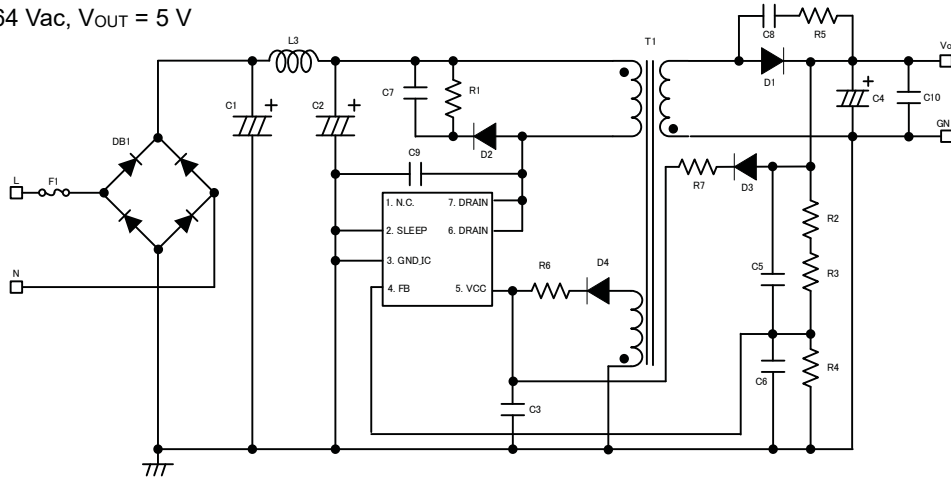 64 Vac, VOUT = 5 V
C8
R5
L3
T1
Vo
D1
C7
R1
C1
C2
C4
C10
GN
DB1
D2
C9
R7
D3
L
F1
1. N.C.
7. DRAIN
2. SLEEP
6. DRAIN
R2
3. GND_IC
R6
D4
C5
R3
N
4. FB
5. VCC
C6
R4
C3